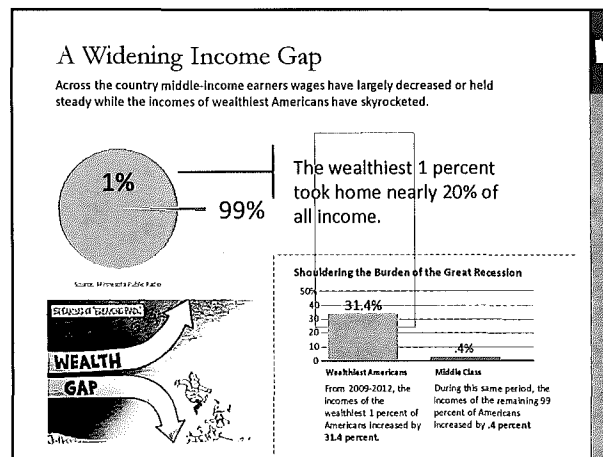 A Widening Income Gap
Across the country middle-income earners wages have largely decreased or held
steady while the incomes of wealthiest Americans have skyrocketed.
1%
99%
The wealthiest 1 percent
took home nearly 20% of
all income.
Source: Minnesota Public Radio
Shouldering the Burden of the Great Recession
50%
40
30
20
10
0
31.4%
.4%
Wealthiest Americans
From 2009-2012, the
incomes of the
wealthiest 1 percent of
Americans increased by
31.4 percent.
Middle Class
During this same period, the
incomes of the remaining 99
percent of Americans
increased by .4 percent
WEALTH
GAP